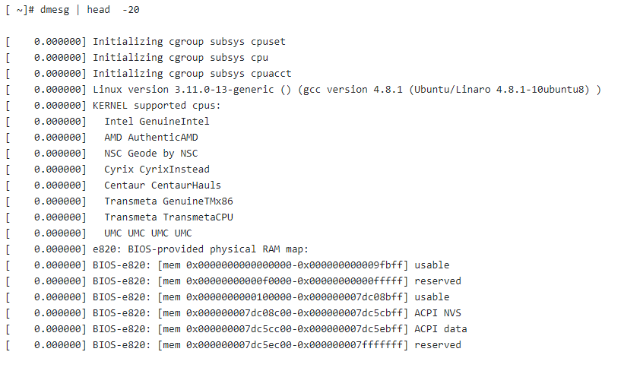 [ ~]# dmesg | head -20
[ 0.000000] Initializing cgroup subsys cpuset
[ 0.000000] Initializing cgroup subsys cpu
[ 0.000000] Initializing cgroup subsys cpuacct
[ 0.000000] Linux version 3.11.0-13-generic () (gcc version 4.8.1 (Ubuntu/Linaro 4.8.1-10ubuntu8) )
[ 0.000000] KERNEL supported cpus:
[ 0.000000] Intel GenuineIntel
[ 0.000000] AMD AuthenticAMD
[ 0.000000] NSC Geode by NSC
[ 0.000000] Cyrix CyrixInstead
[ 0.000000] Centaur CentaurHauls
[ 0.000000] Transmeta GenuineTMx86
[ 0.000000] Transmeta TransmetaCPU
[ 0.000000] UMC UMC UMC UMC
[ 0.000000] e820: BIOS-provided physical RAM map:
[ 0.000000] BIOS-e820: [mem 0x0000000000000000-0x000000000009fbff] usable
[ 0.000000] BIOS-e820: [mem 0x00000000000f0000-0x00000000000fffff] reserved
[ 0.000000] BIOS-e820: [mem 0x0000000000100000-0x000000007dc08bff] usable
[ 0.000000] BIOS-e820: [mem 0x000000007dc08c00-0x000000007dc5cbff] ACPI NVS
[ 0.000000] BIOS-e820: [mem 0x000000007dc5cc00-0x000000007dc5ebff] ACPI data
[ 0.000000] BIOS-e820: [mem 0x000000007dc5ec00-0x000000007fffffff] reserved